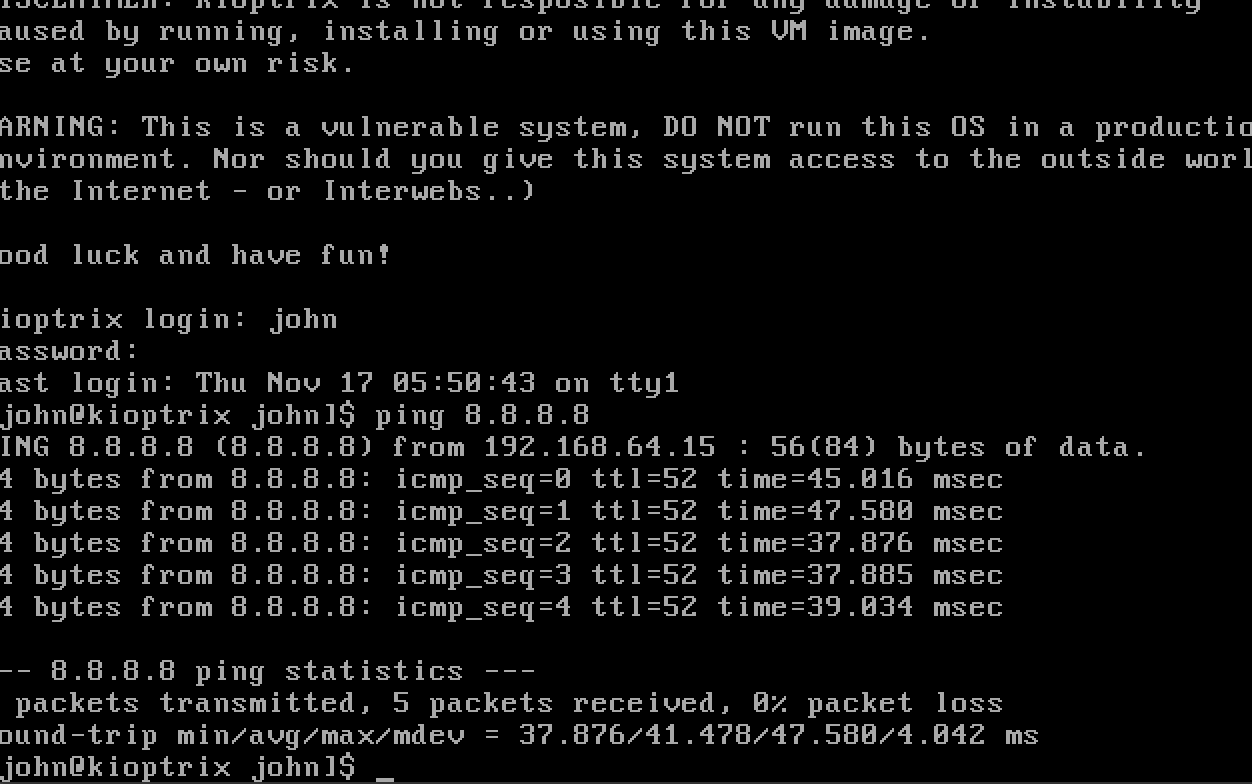 ISCLAIMER: Kioptrix is not resposible for any damage or instability
aused by running, installing or using this VM image.
se at your own risk.
ARNING: This is a vulnerable system, DO NOT run this OS in a productio
nvironment. Nor should you give this system access to the outside worl
the Internet - or Interwebs..)
ood luck and have fun!
ioptrix login: john
assword:
ast login: Thu Nov 17 05:50:43 on tty1
john@kioptrix john]$ ping 8.8.8.8
ING 8.8.8.8 (8.8.8.8) from 192.168.64.15 : 56(84) bytes of data.
4 bytes from 8.8.8.8: icmp_seq=0 ttl=52 time=45.016 msec
4 bytes from 8.8.8.8: icmp_seq=1 ttl=52 time=47.580 msec
4 bytes from 8.8.8.8: icmp_seq=2 ttl=52 time=37.876 msec
4 bytes from 8.8.8.8: icmp_seq=3 ttl=52 time=37.885 msec
4 bytes from 8.8.8.8: icmp_seq=4 ttl=52 time=39.034 msec
-- 8.8.8.8 ping statistics ---
packets transmitted, 5 packets received, 0% packet loss
ound-trip min/avg/max/mdev = 37.876/41.478/47.580/4.042 ms
john@kioptrix john]$ _